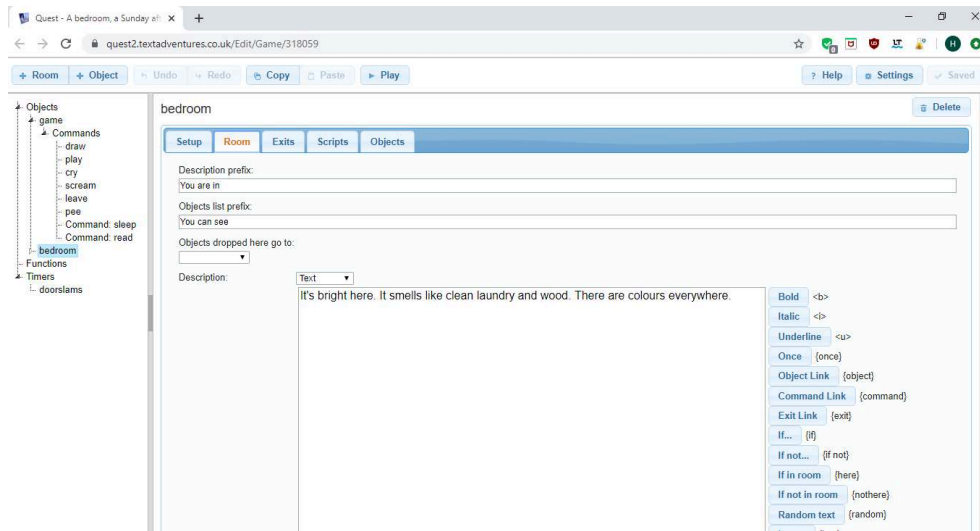 Quest - A bedroom, a Sunday aft
quest2.textadventures.co.uk/Edit/Game/318059
+ Room + Object Undo Redo Copy Paste Play ? Help Settings Saved
Objects
game
Commands
draw
play
cry
scream
leave
pee
Command: sleep
Command: read
bedroom
Functions
Timers
doorslams
bedroom Delete
Setup Room Exits Scripts Objects
Description prefix:
You are in
Objects list prefix:
You can see
Objects dropped here go to:
Description: Text
It's bright here. It smells like clean laundry and wood. There are colours everywhere.
Bold <b>
Italic <i>
Underline <u>
Once {once}
Object Link {object}
Command Link {command}
Exit Link {exit}
If... {if}
If not... {if not}
If in room {here}
If not in room {nothere}
Random text {random}